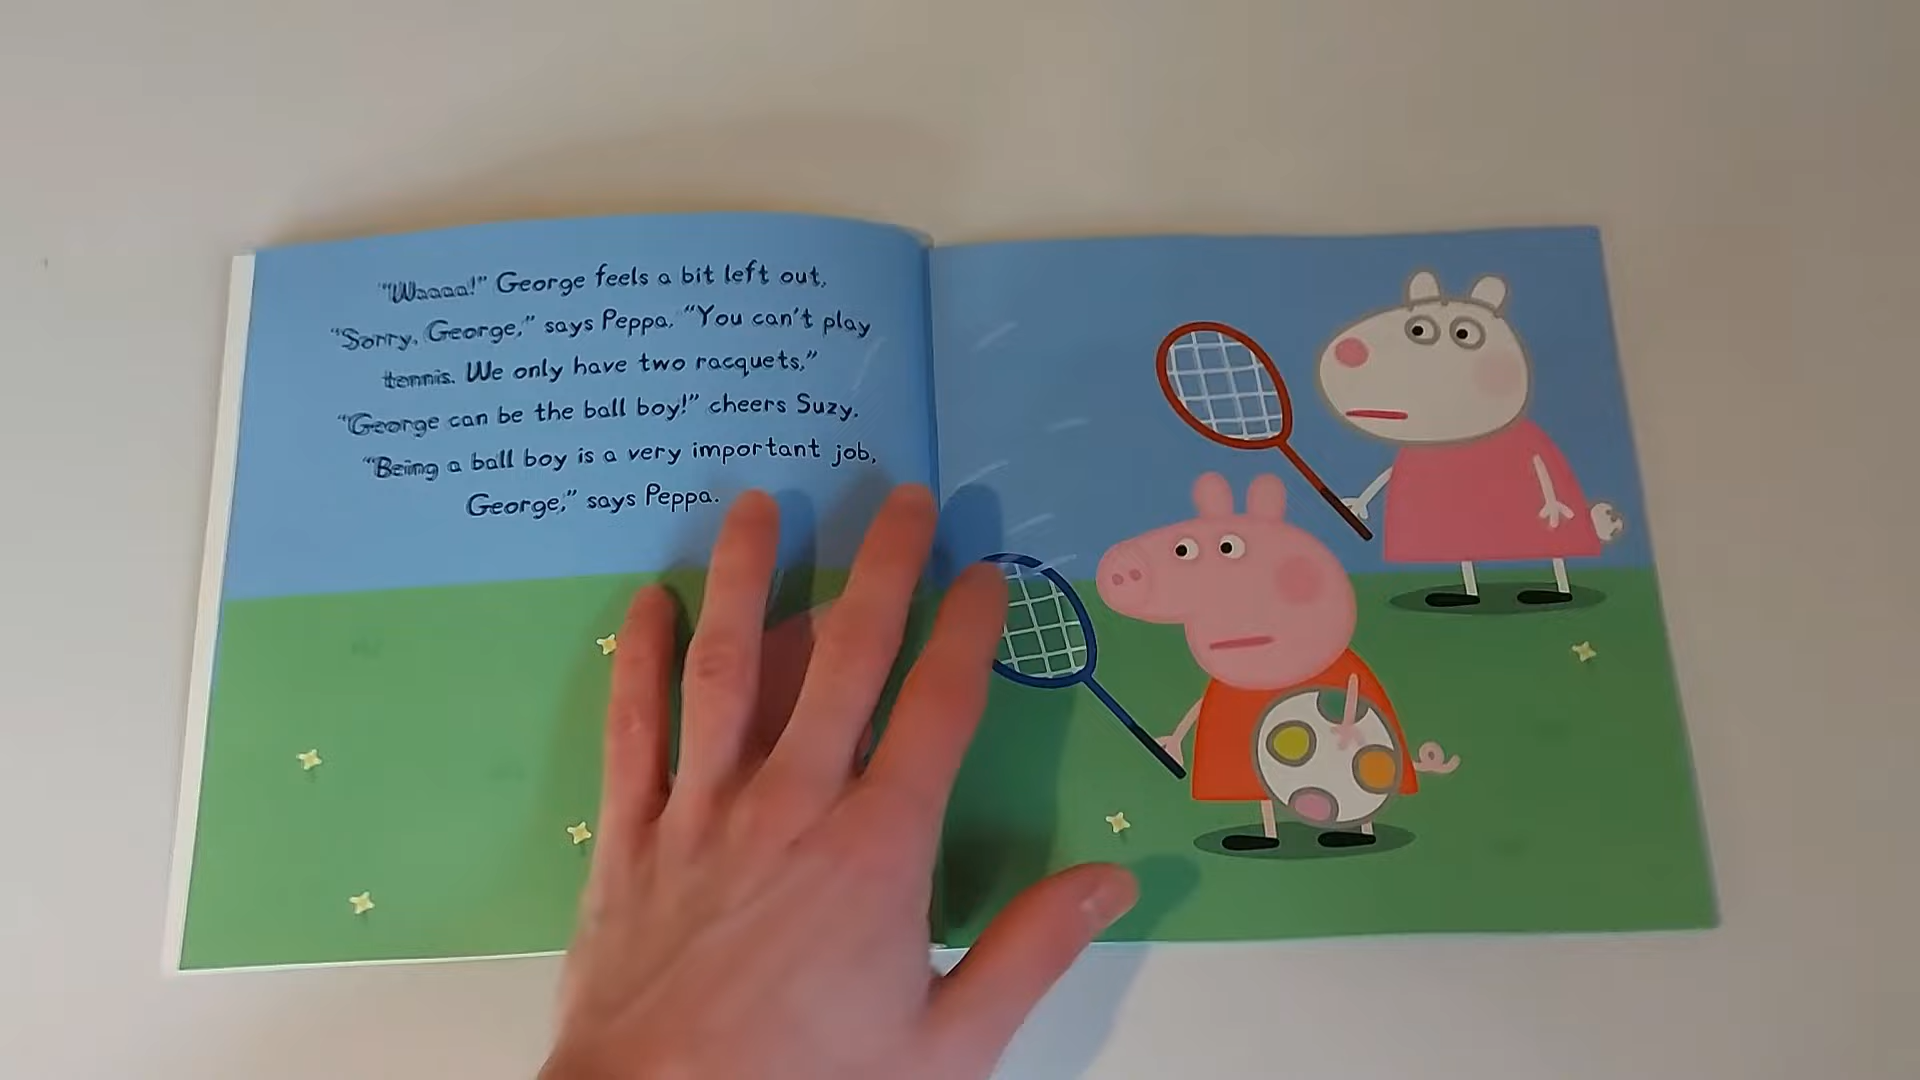 "Waaaa!" George feels a bit left out.
"Sorry, George," says Peppa. "You can't play
tennis. We only have two racquets."
"George can be the ball boy!" cheers Suzy.
"Being a ball boy is a very important job,
George," says Peppa.